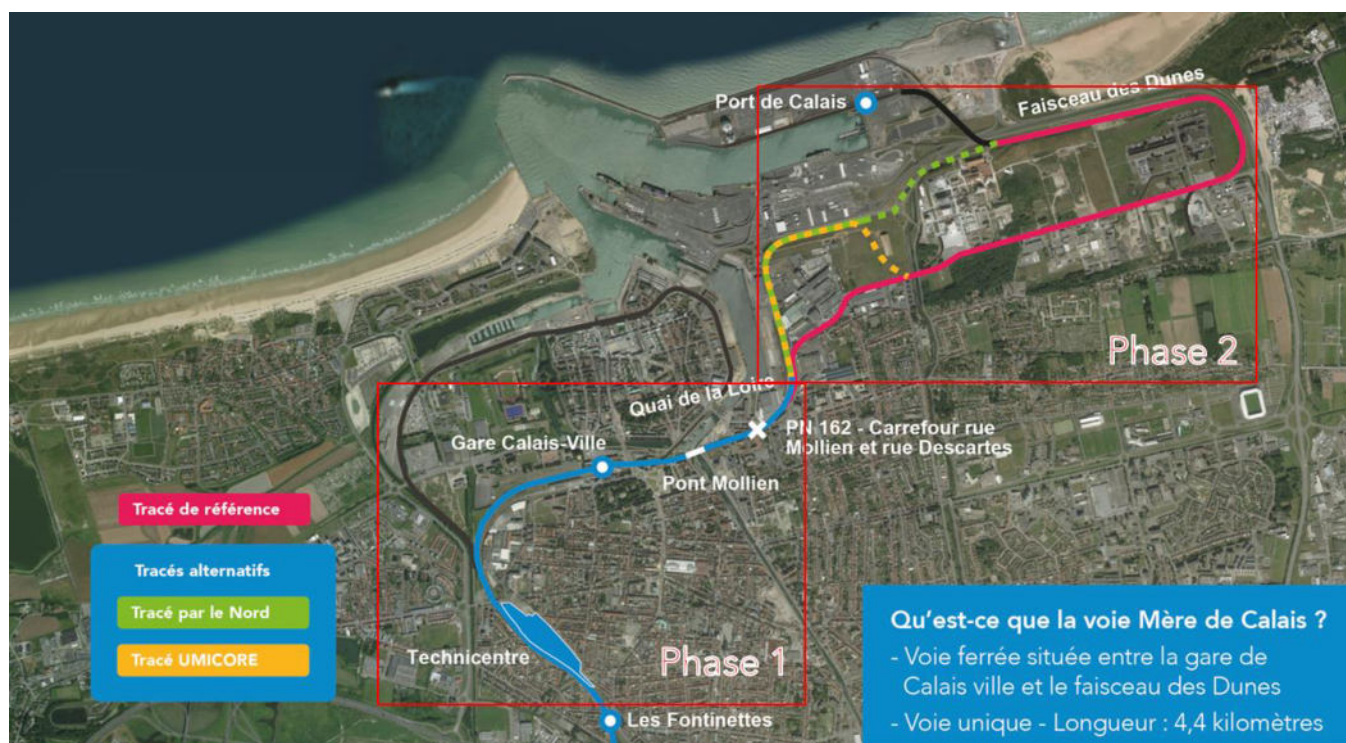 Port de Calais
Faisceau des Dunes
Phase 2
Quai de la Loire
PN 162 - Carrefour rue
Mollien et rue Descartes
Gare Calais-Ville
Pont Mollien
Tracé de référence
Tracés alternatifs
Tracé par le Nord
Tracé UMICORE
Technicentre
Phase 1
Les Fontinettes
Qu'est-ce que la voie Mère de Calais ?
- Voie ferrée située entre la gare de
Calais ville et le faisceau des Dunes
- Voie unique - Longueur : 4,4 kilomètres